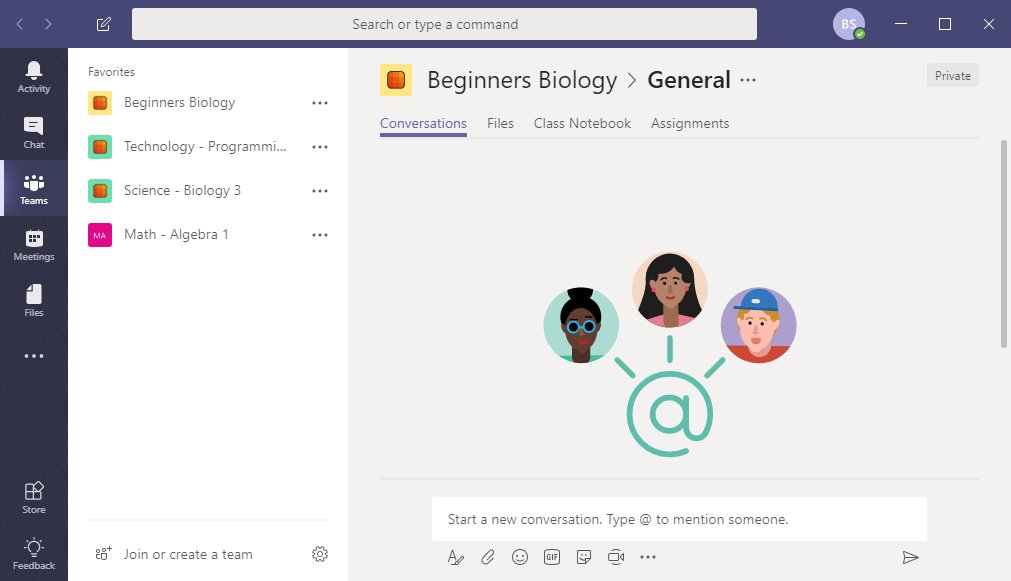 Search or type a command
BS
Activity
Chat
Teams
Meetings
Files
Store
Feedback
Favorites
Beginners Biology
Technology - Programmi...
Science - Biology 3
MA Math - Algebra 1
Join or create a team
Beginners Biology > General
Private
Conversations Files Class Notebook Assignments
Start a new conversation. Type @ to mention someone.
GIF